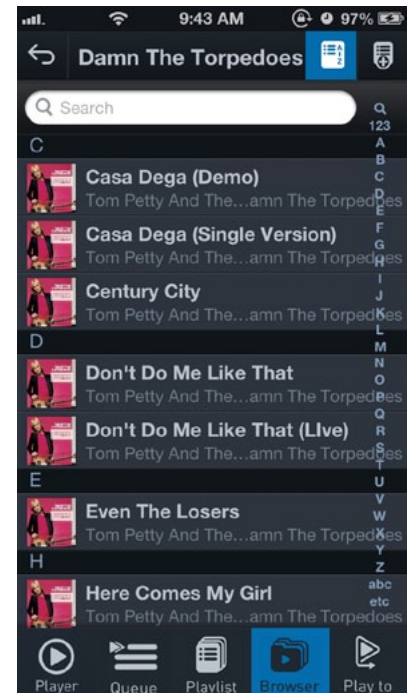 9:43 AM 97%
Damn The Torpedoes
Search
123
C
A
B
Casa Dega (Demo)
C
Tom Petty And The...amn The Torpedoes
D
E
Casa Dega (Single Version)
F
G
Tom Petty And The...amn The Torpedoes
H
I
Century City
J
Tom Petty And The...amn The Torpedoes
K
L
D
M
N
Don't Do Me Like That
O
Tom Petty And The...amn The Torpedoes
P
Q
Don't Do Me Like That (LIve)
R
S
Tom Petty And The...amn The Torpedoes
T
E
U
V
Even The Losers
W
Tom Petty And The...amn The Torpedoes
X
Y
H
Z
Here Comes My Girl
abc
etc
Tom Petty And The...amn The Torpedoes
Player Queue Playlist Browser Play to